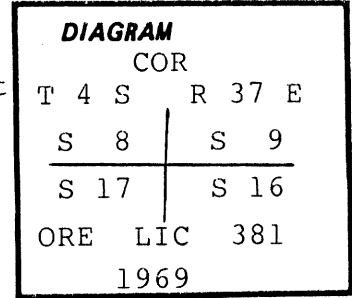 DIAGRAM
COR
T 4 S R 37 E
S 8 S 9
S 17 S 16
ORE LIC 381
1969